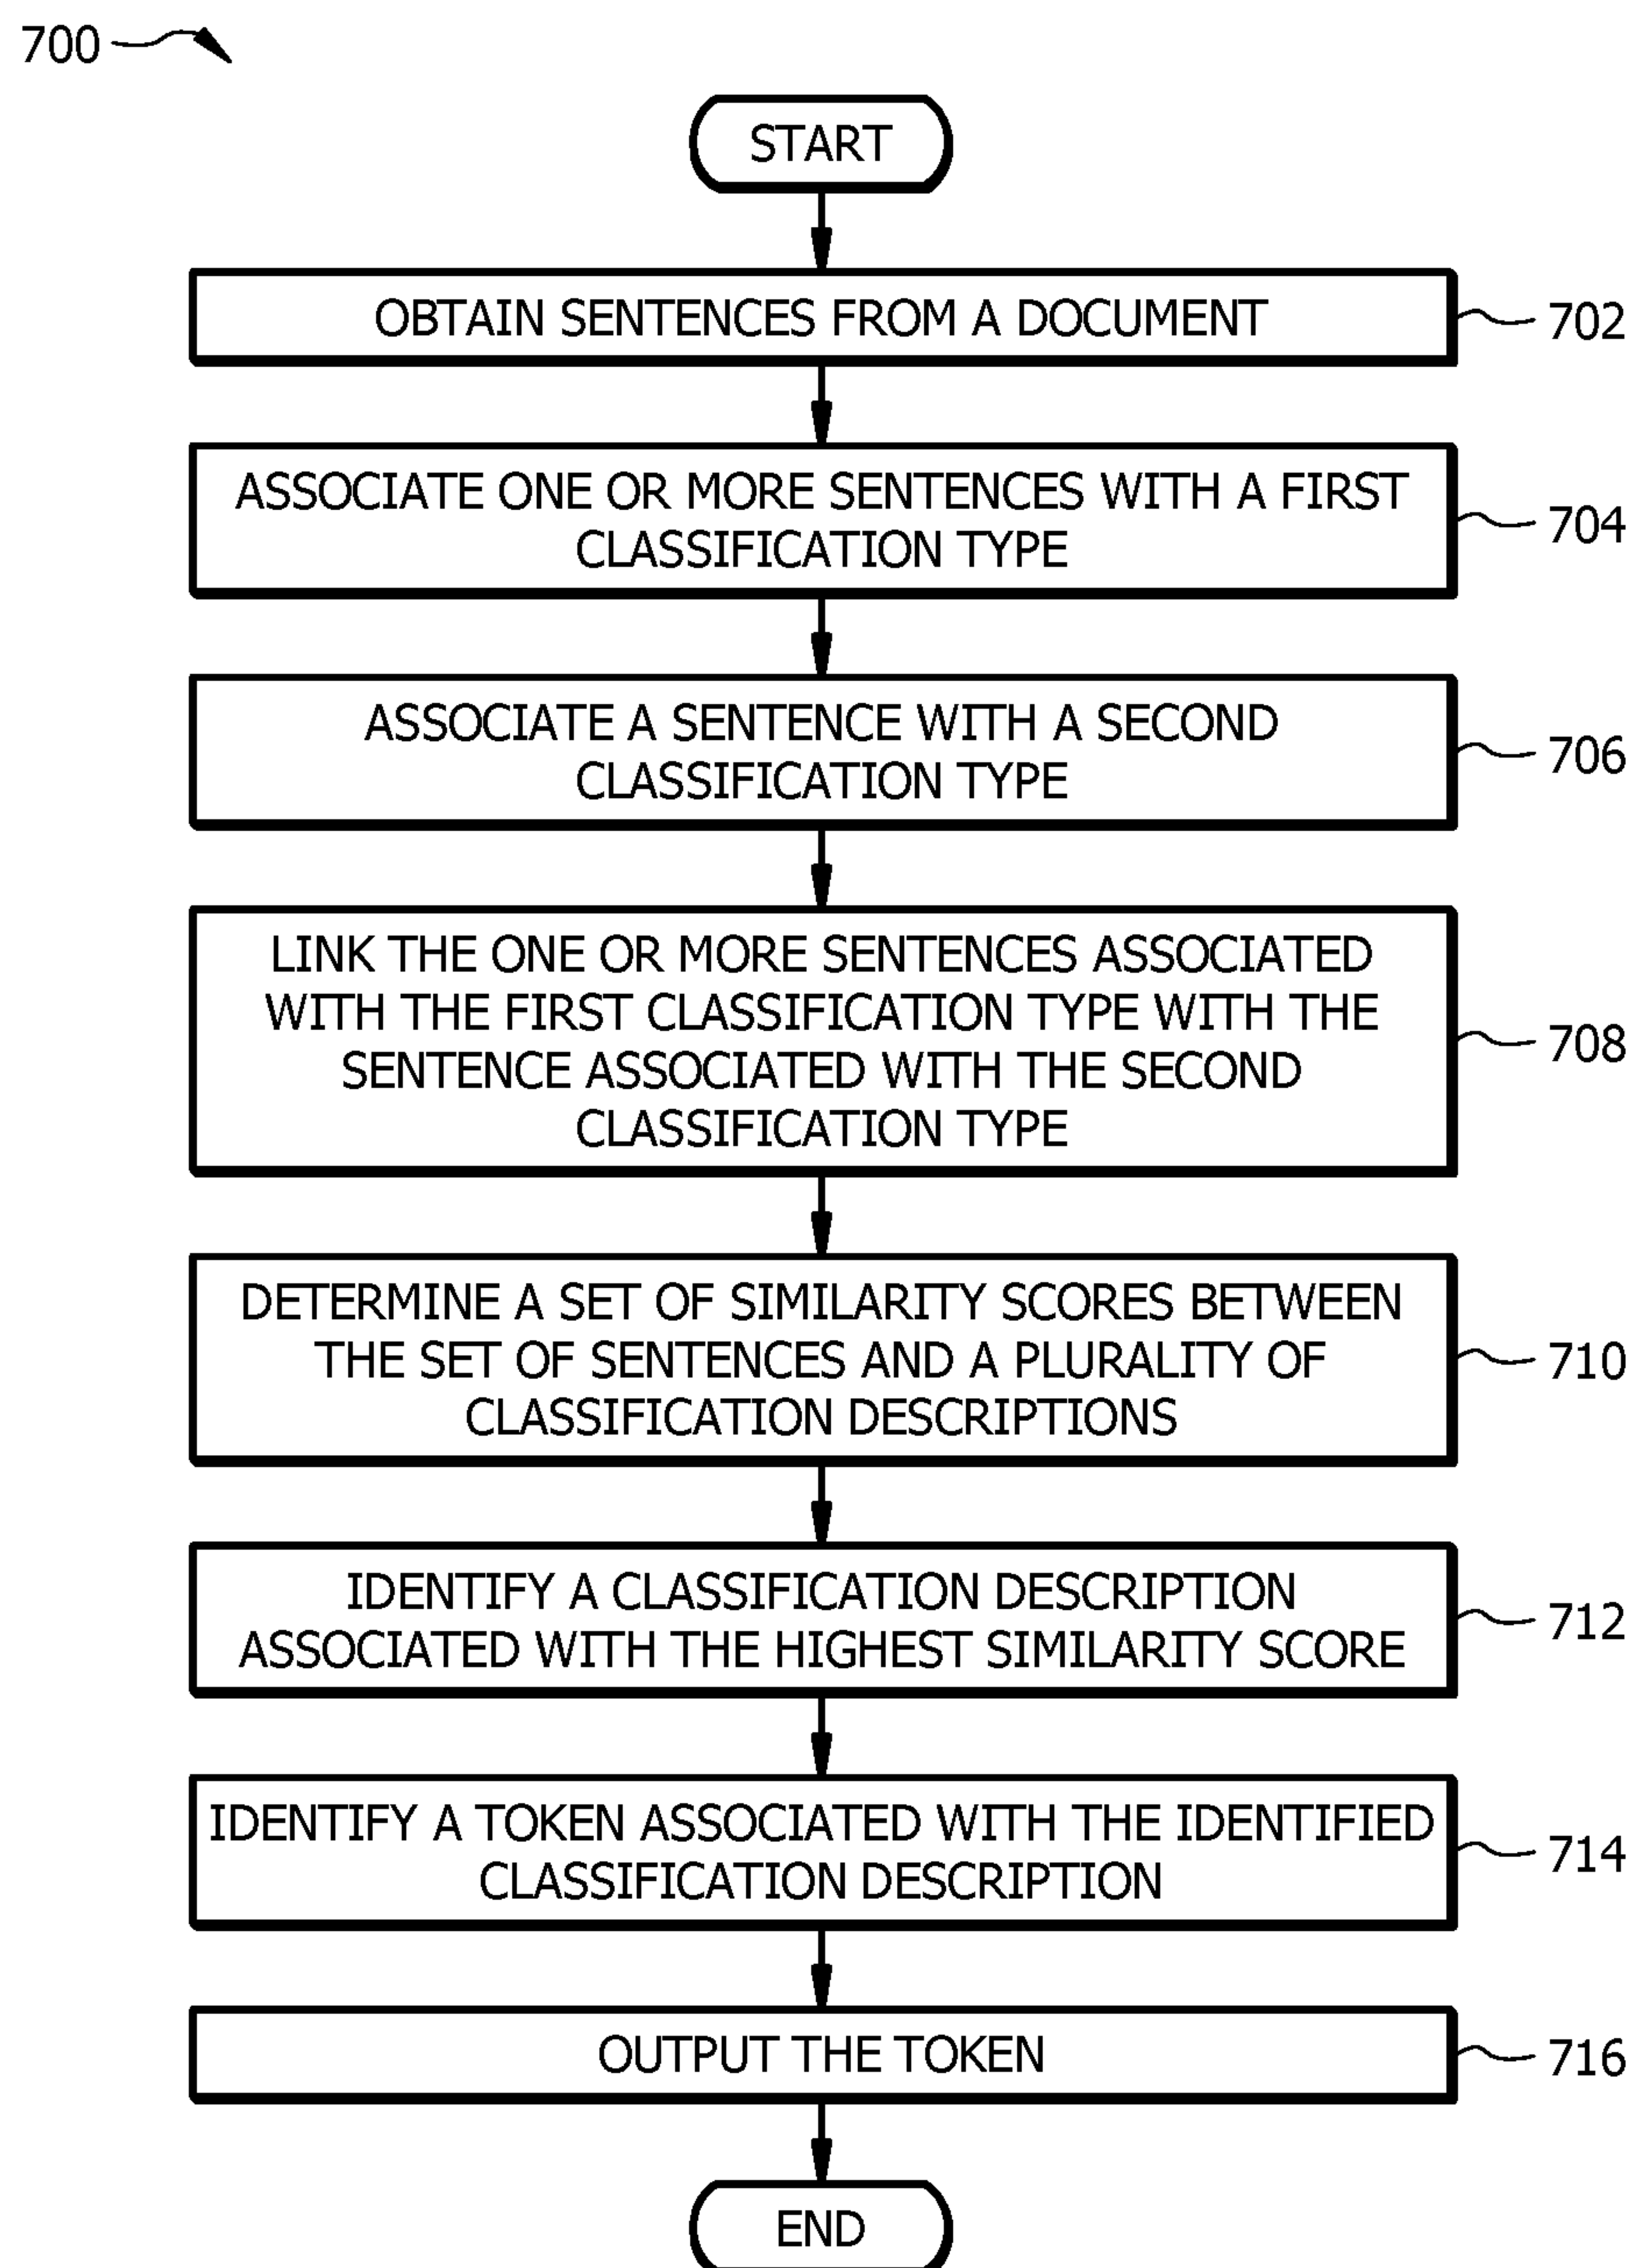 700
START
OBTAIN SENTENCES FROM A DOCUMENT
702
ASSOCIATE ONE OR MORE SENTENCES WITH A FIRST
CLASSIFICATION TYPE
704
ASSOCIATE A SENTENCE WITH A SECOND
CLASSIFICATION TYPE
706
LINK THE ONE OR MORE SENTENCES ASSOCIATED
WITH THE FIRST CLASSIFICATION TYPE WITH THE
SENTENCE ASSOCIATED WITH THE SECOND
CLASSIFICATION TYPE
708
DETERMINE A SET OF SIMILARITY SCORES BETWEEN
THE SET OF SENTENCES AND A PLURALITY OF
CLASSIFICATION DESCRIPTIONS
710
IDENTIFY A CLASSIFICATION DESCRIPTION
ASSOCIATED WITH THE HIGHEST SIMILARITY SCORE
712
IDENTIFY A TOKEN ASSOCIATED WITH THE IDENTIFIED
CLASSIFICATION DESCRIPTION
714
OUTPUT THE TOKEN
716
END